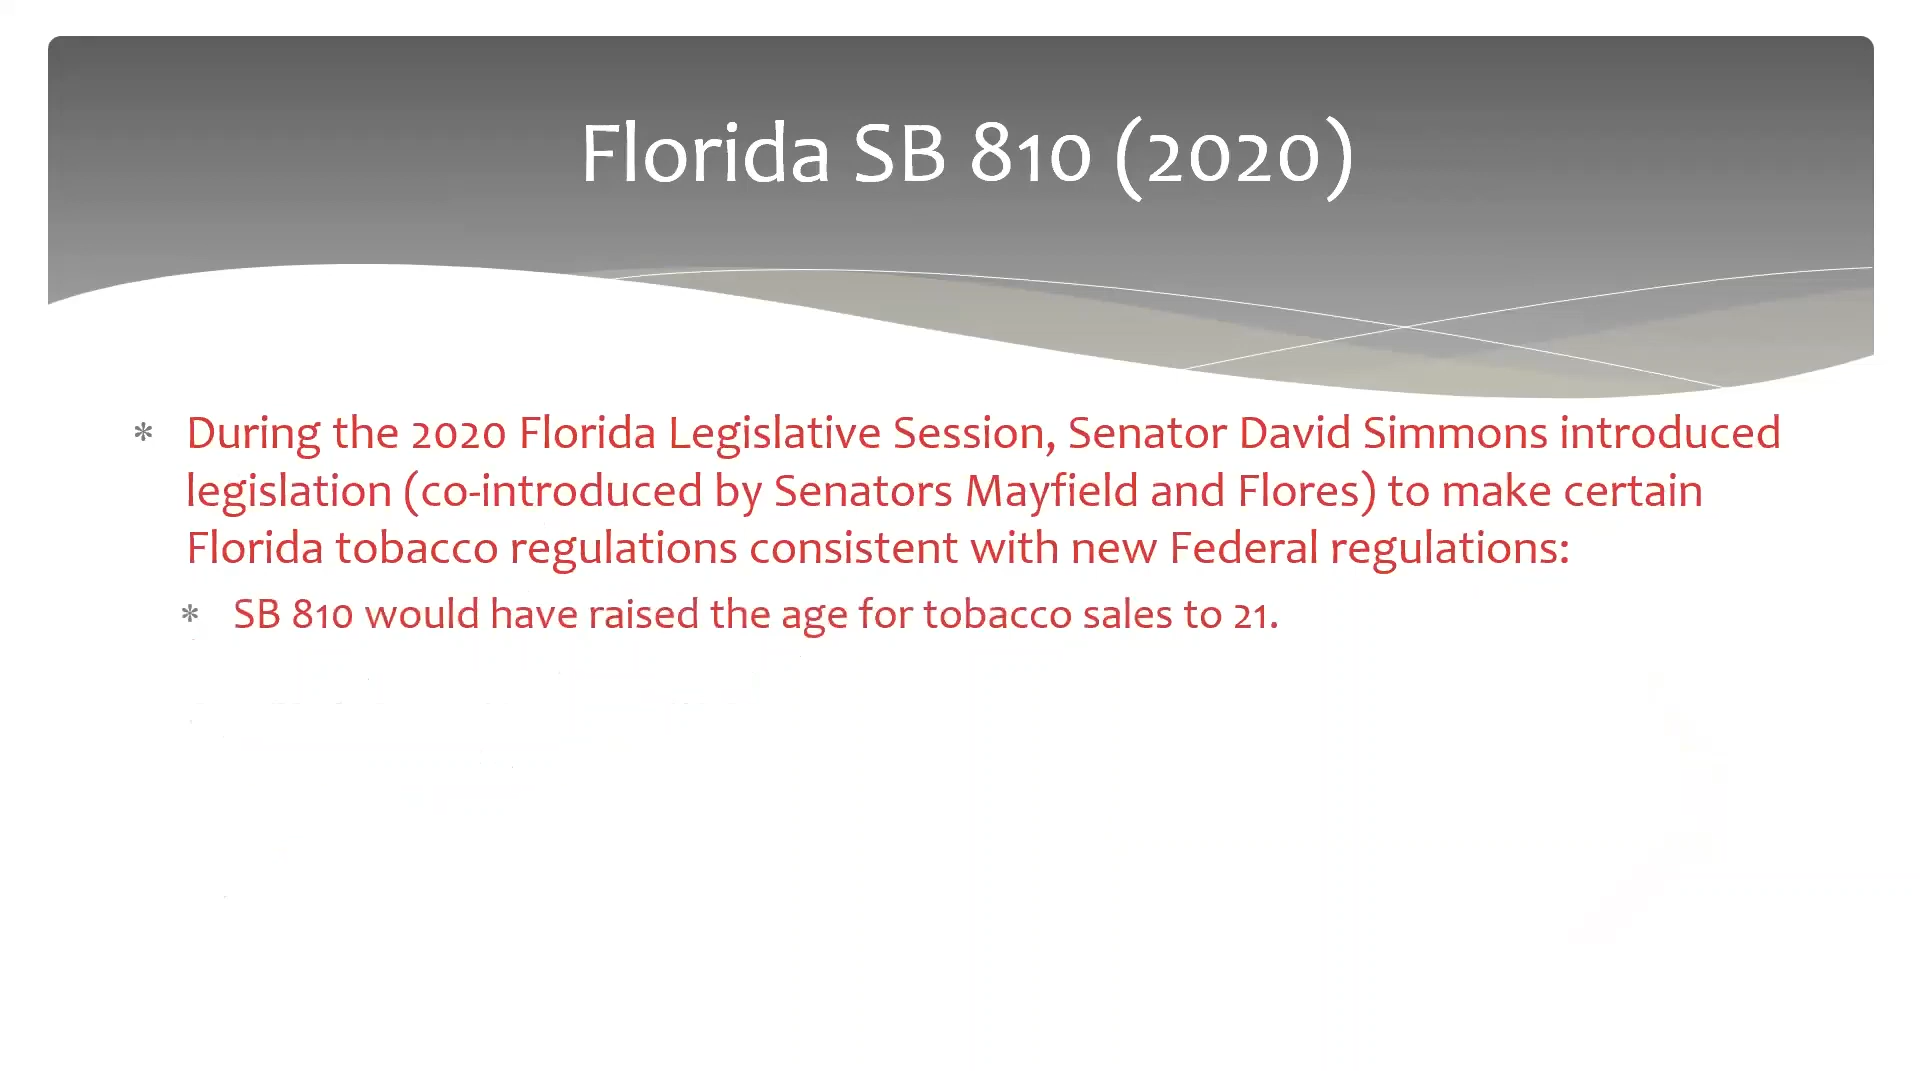 Florida SB 810 (2020)
* During the 2020 Florida Legislative Session, Senator David Simmons introduced
legislation (co-introduced by Senators Mayfield and Flores) to make certain
Florida tobacco regulations consistent with new Federal regulations:
* SB 810 would have raised the age for tobacco sales to 21.